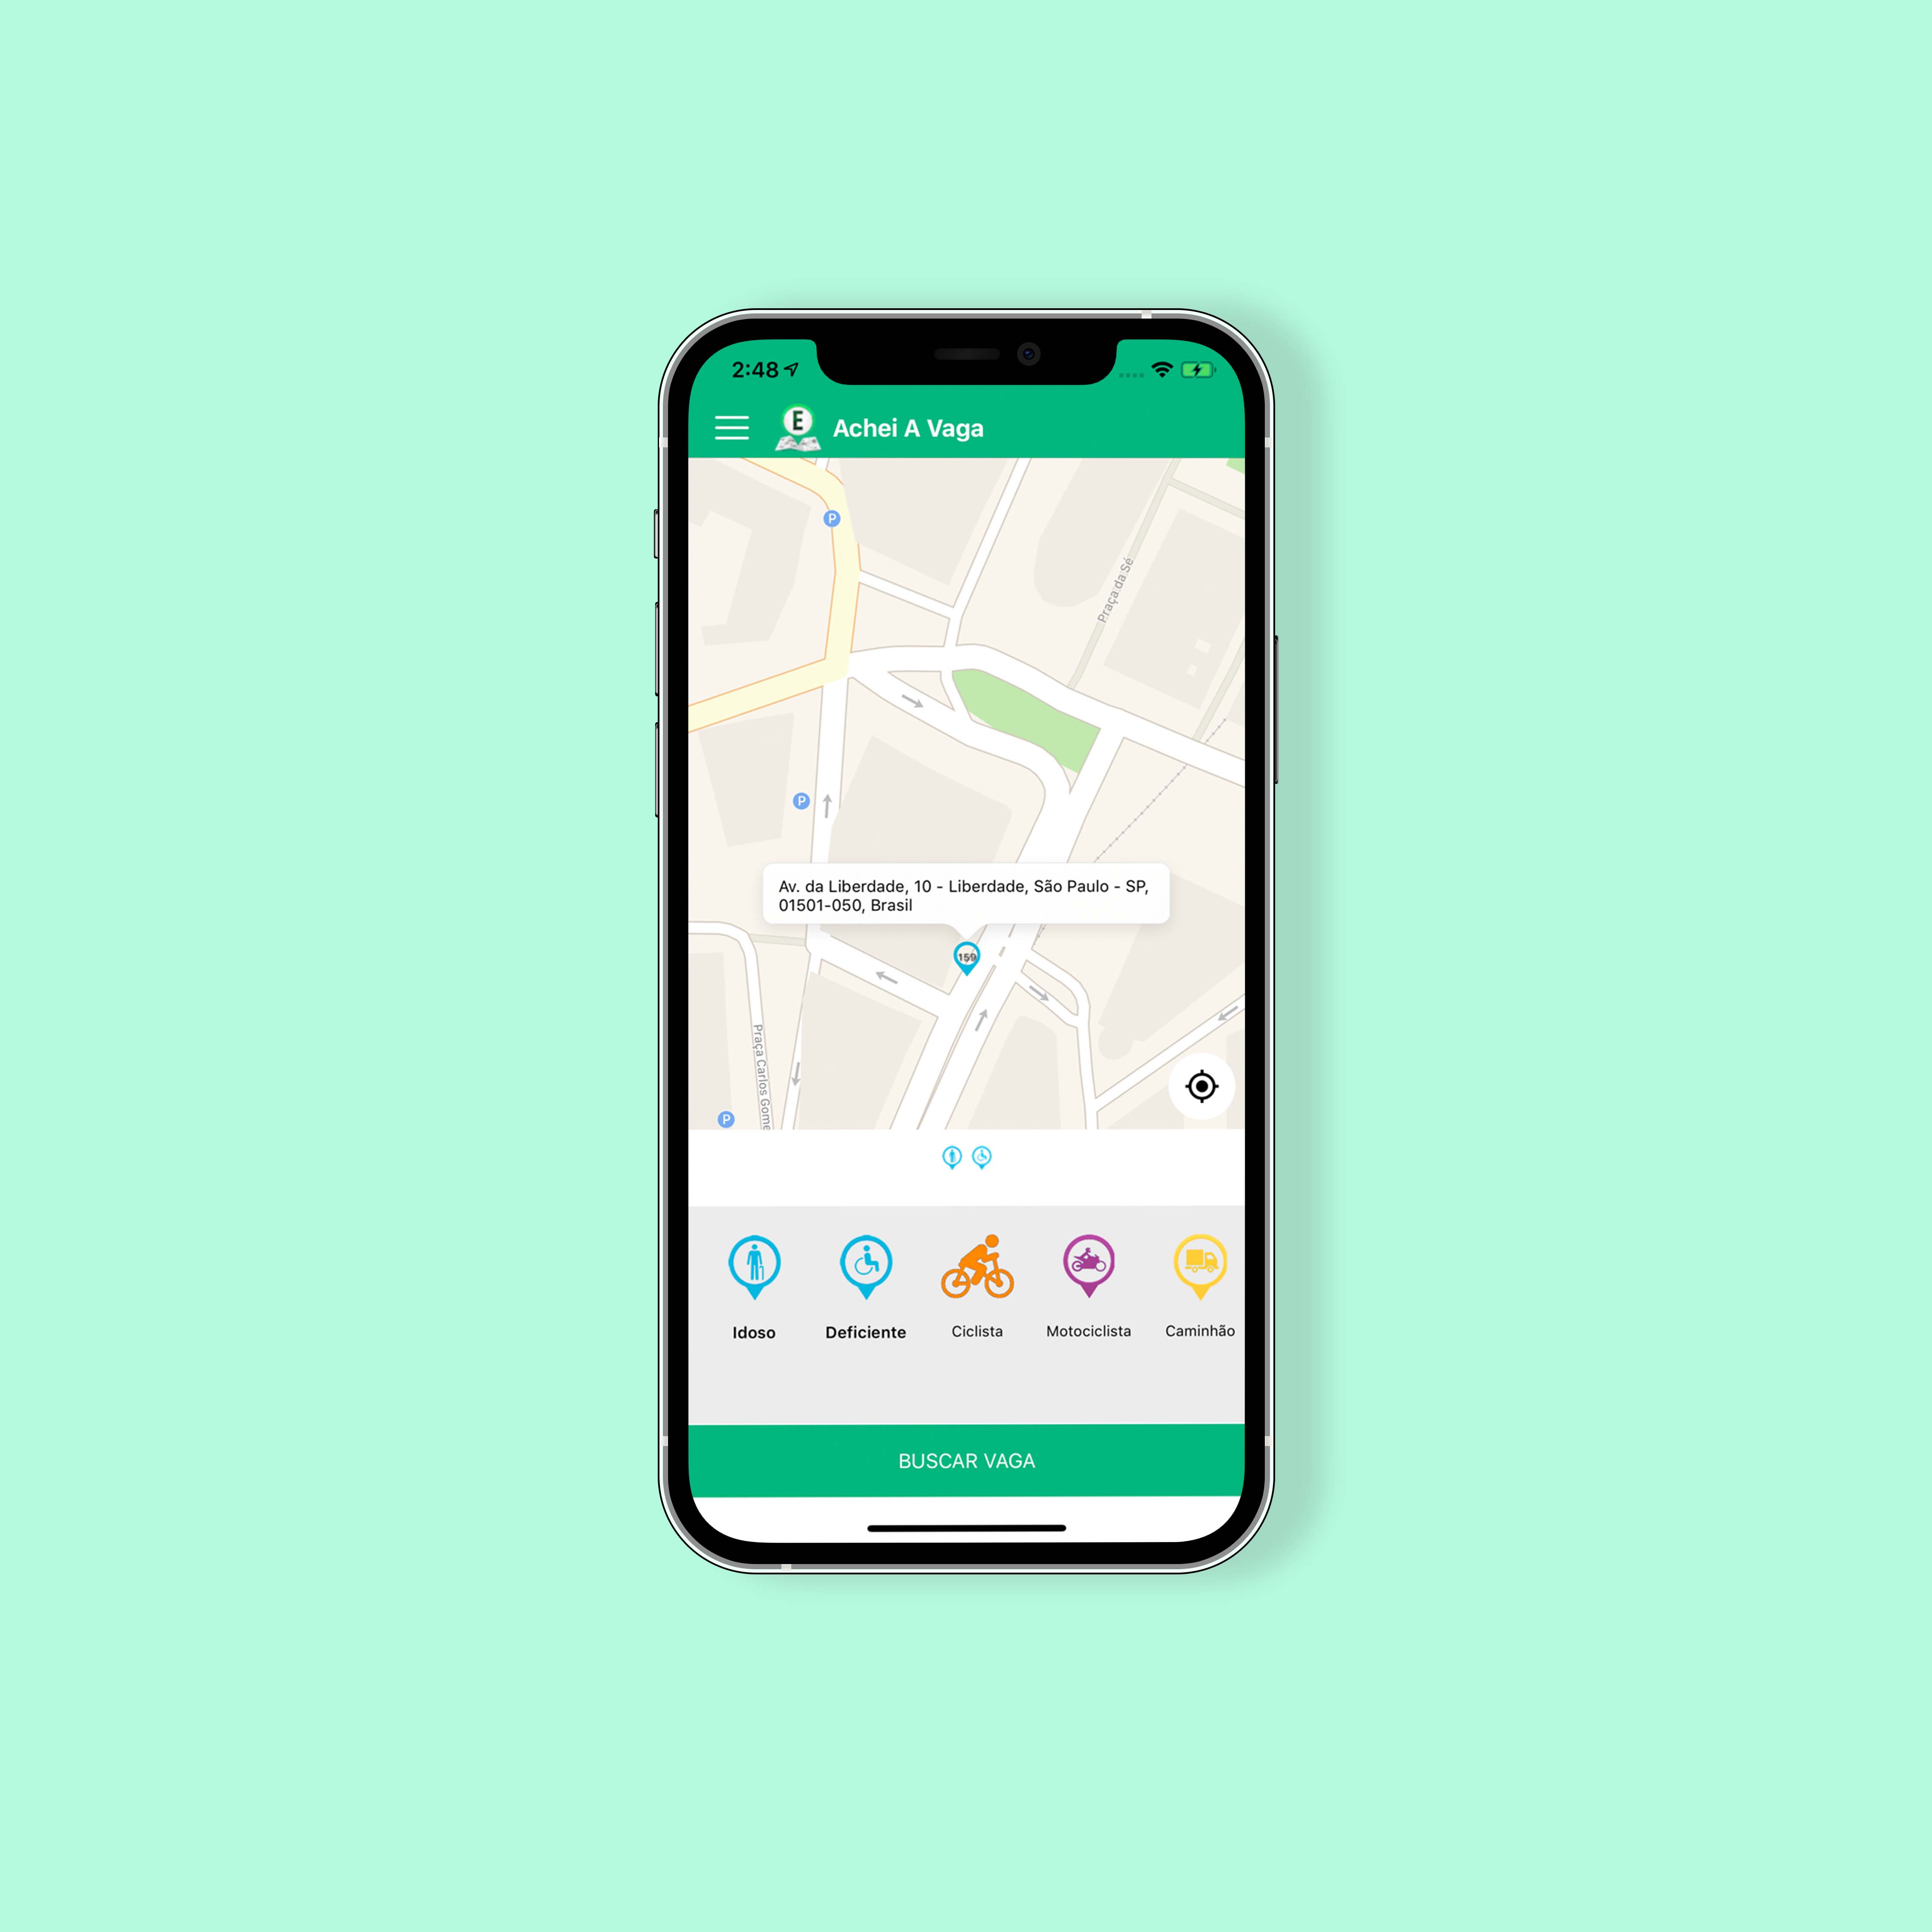 2:48
E
Achei A Vaga
P
Praça da Sé
P
Av. da Liberdade, 10 - Liberdade, São Paulo - SP,
01501-050, Brasil
159
Praça Carlos Gome
P
Idoso
Deficiente
Ciclista
Motociclista
Caminhão
BUSCAR VAGA